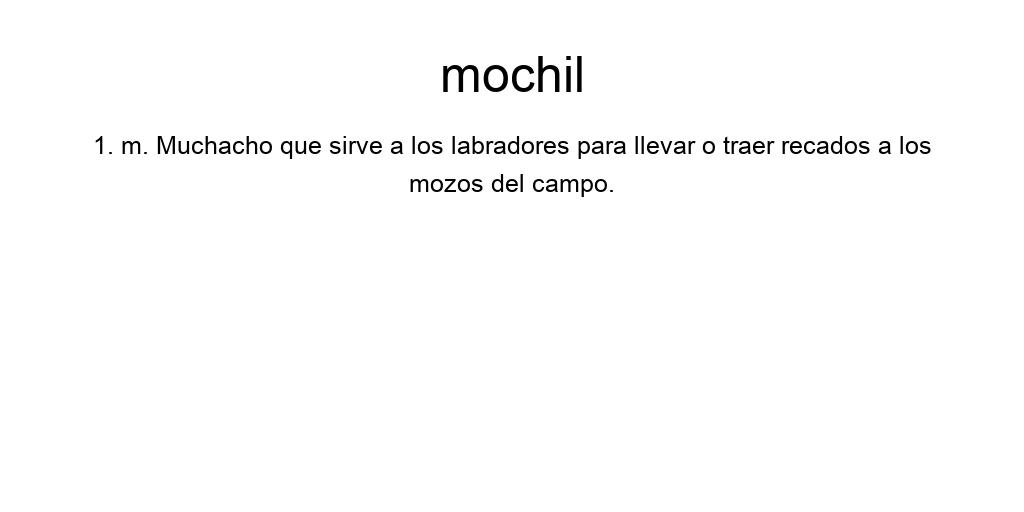 mochil
1. m. Muchacho que sirve a los labradores para llevar o traer recados a los
mozos del campo.